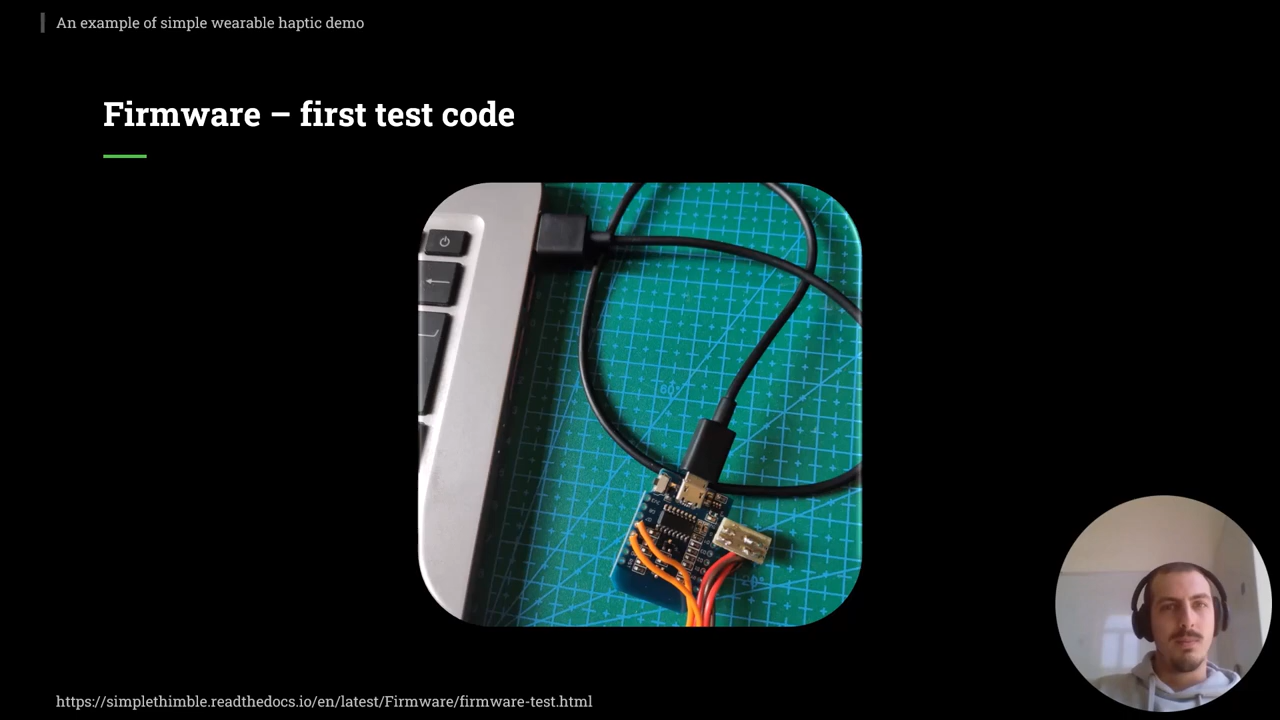 An example of simple wearable haptic demo
Firmware – first test code
60°
https://simplethimble.readthedocs.io/en/latest/Firmware/firmware-test.html